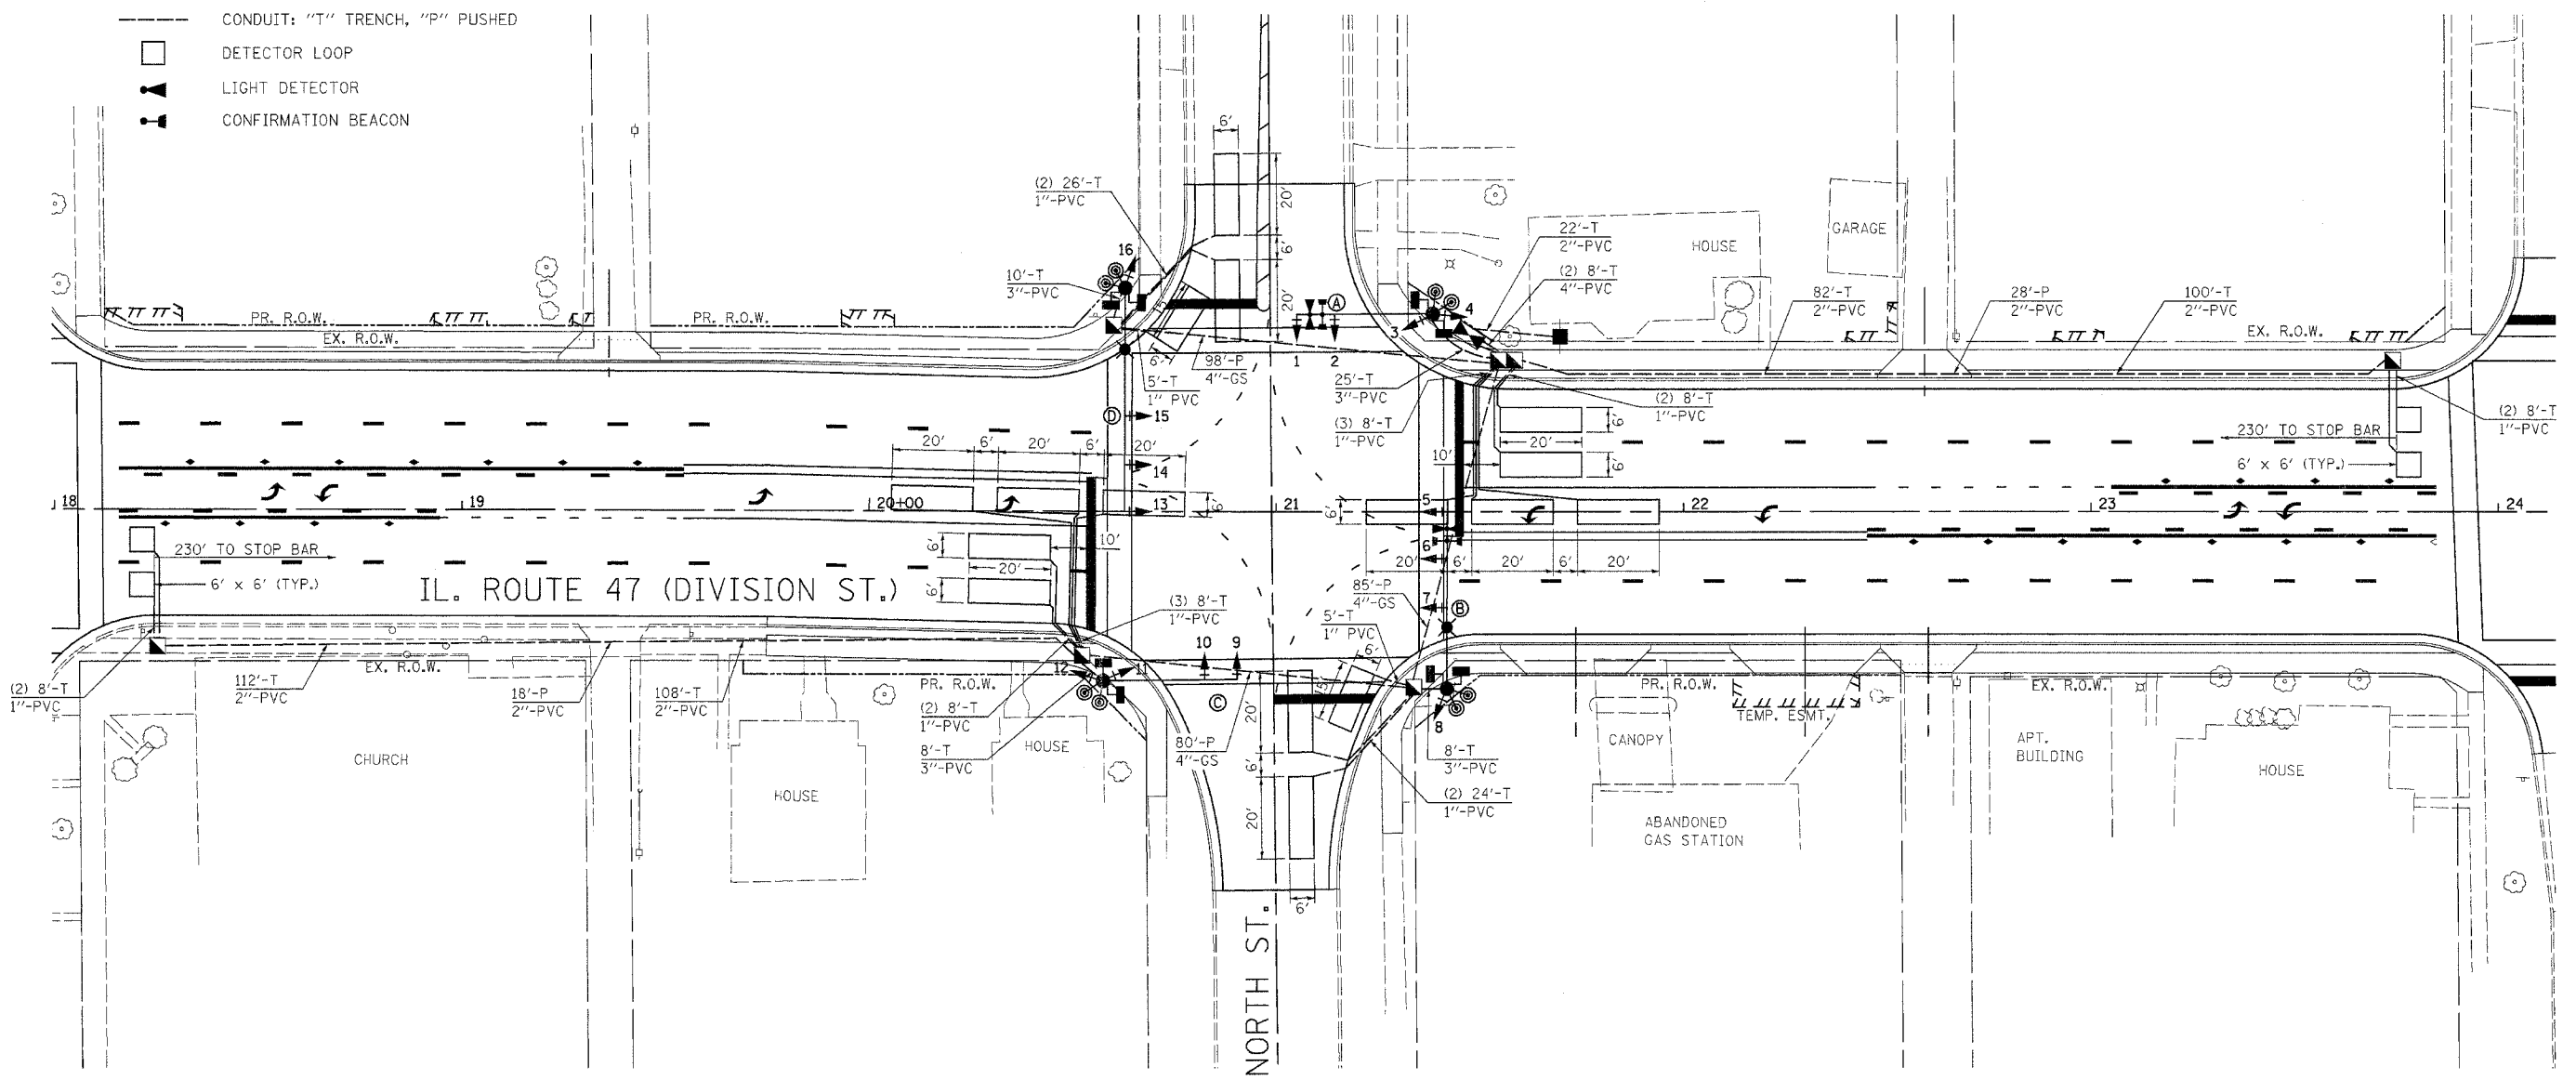 CONDUIT: "T" TRENCH, "P" PUSHED
DETECTOR LOOP
LIGHT DETECTOR
CONFIRMATION BEACON
6'
(2) 26'-T
1"-PVC
20'
22'-T
2"-PVC
HOUSE
GARAGE
16
6'
10'-T
3"-PVC
(2) 8'-T
4"-PVC
5'
20'
A
4
82'-T
2"-PVC
28'-P
2"-PVC
100'-T
2"-PVC
PR. R.O.W.
PR. R.O.W.
3
EX. R.O.W.
EX. R.O.W.
6'
98'-P
4"-GS
1
2
5'-T
1" PVC
25'-T
3"-PVC
(2) 8'-T
1"-PVC
(2) 8'-T
1"-PVC
D
15
(3) 8'-T
1"-PVC
6'
230' TO STOP BAR
20'
6'
20'
6'
20'
20'
14
10'
6'
6' x 6' (TYP.)
18
19
20+00
13
6'
21
6'
5
22
23
24
230' TO STOP BAR
6'
10'
6
6' x 6' (TYP.)
20'
20'
6'
20'
6'
20'
IL. ROUTE 47 (DIVISION ST.)
6'
85'-P
4"-GS
7
B
(3) 8'-T
1"-PVC
5'-T
1" PVC
10
9
6'
EX. R.O.W.
12
11
(2) 8'-T
1"-PVC
112'-T
2"-PVC
18'-P
2"-PVC
108'-T
2"-PVC
PR. R.O.W.
PR. R.O.W.
EX. R.O.W.
(2) 8'-T
1"-PVC
C
20'
5'
8
TEMP. ESMT.
8'-T
3"-PVC
80'-P
4"-GS
8'-T
3"-PVC
CHURCH
HOUSE
CANOPY
APT.
BUILDING
HOUSE
6'
HOUSE
(2) 24'-T
1"-PVC
20'
ABANDONED
GAS STATION
6'
NORTH ST.